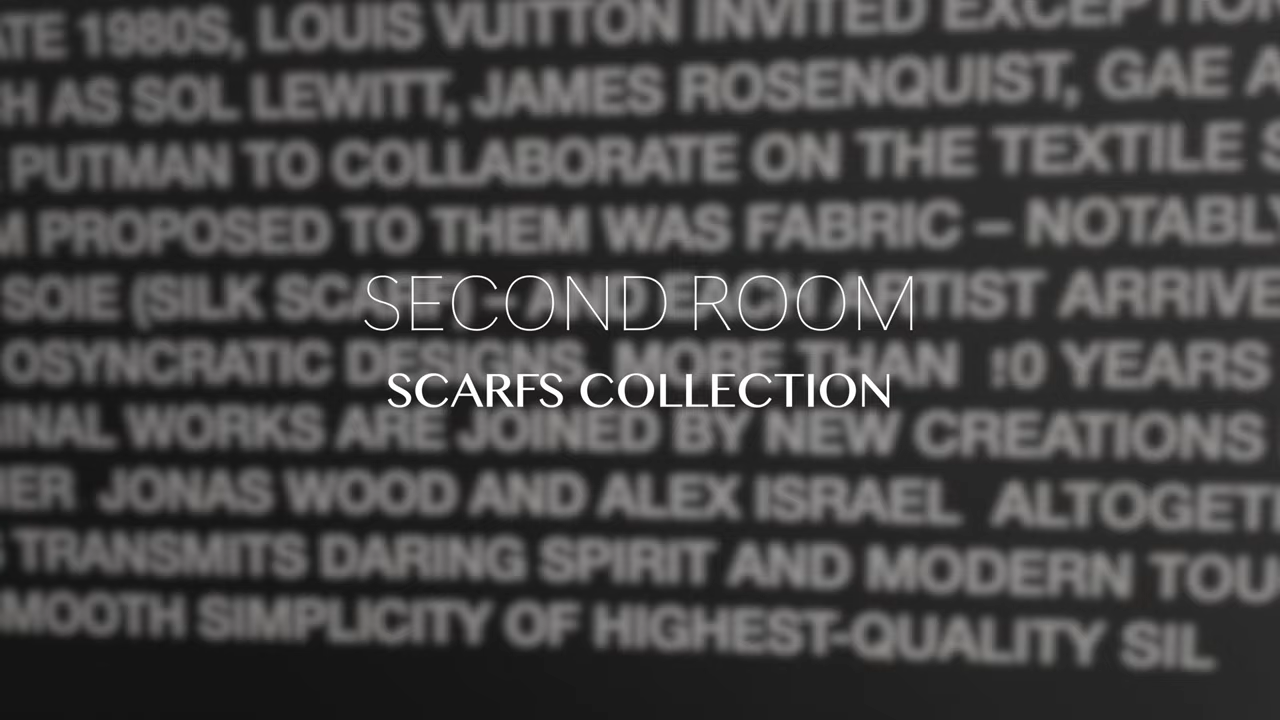 LATE 1980S, LOUIS VUITTON INVITED EXCEPTION
AS SOL LEWITT, JAMES ROSENQUIST, GAE A
PUTMAN TO COLLABORATE ON THE TEXTILE S
PROPOSED TO THEM WAS FABRIC – NOTABLY
SOIE (SILK
SECOND ROOM
ARTIST ARRIVE
OSYNCRATIC DESIGNS. MORE THAN YEARS
SCARFS COLLECTION
INAL WORKS ARE JOINED BY NEW CREATIONS
JONAS WOOD AND ALEX ISRAEL ALTOGET
TRANSMITS DARING SPIRIT AND MODERN TOU
MOOTH SIMPLICITY OF HIGHEST-QUALITY SIL